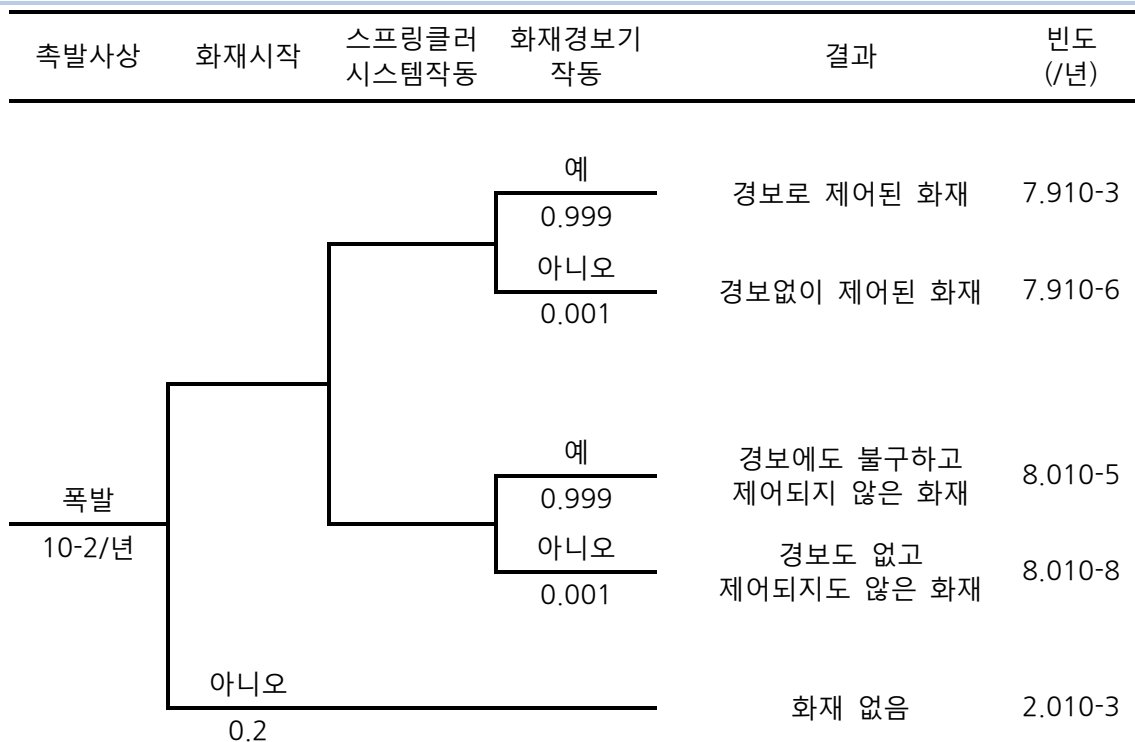 촉발사상 화재시작 스프링클러 시스템작동 화재경보기 작동 결과 빈도 (/년)
예
0.999
경보로 제어된 화재 7.910-3
아니오
0.001
경보없이 제어된 화재 7.910-6
예
0.999
경보에도 불구하고
제어되지 않은 화재
8.010-5
폭발
10-2/년
아니오
0.001
경보도 없고
제어되지도 않은 화재
8.010-8
아니오
0.2
화재 없음 2.010-3